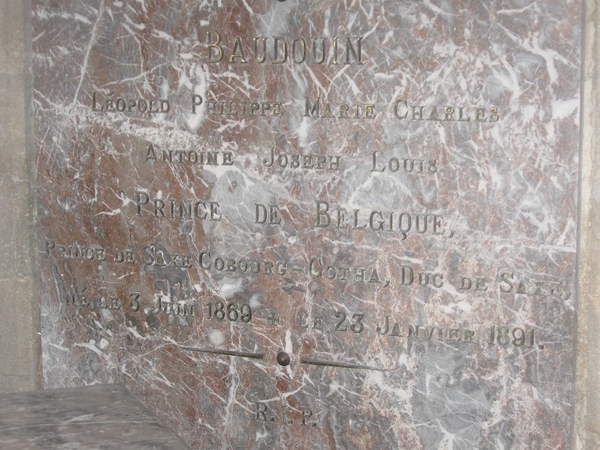 BAUDOUIN
LÉOPOLD PHILIPPE MARIE CHARLES
ANTOINE JOSEPH LOUIS
PRINCE DE BELGIQUE,
PRINCE DE SAXE COBOURG-GOTHA, DUC DE SAXE,
NÉ LE 3 JUIN 1869 + LE 23 JANVIER 1891.
R.I.P.